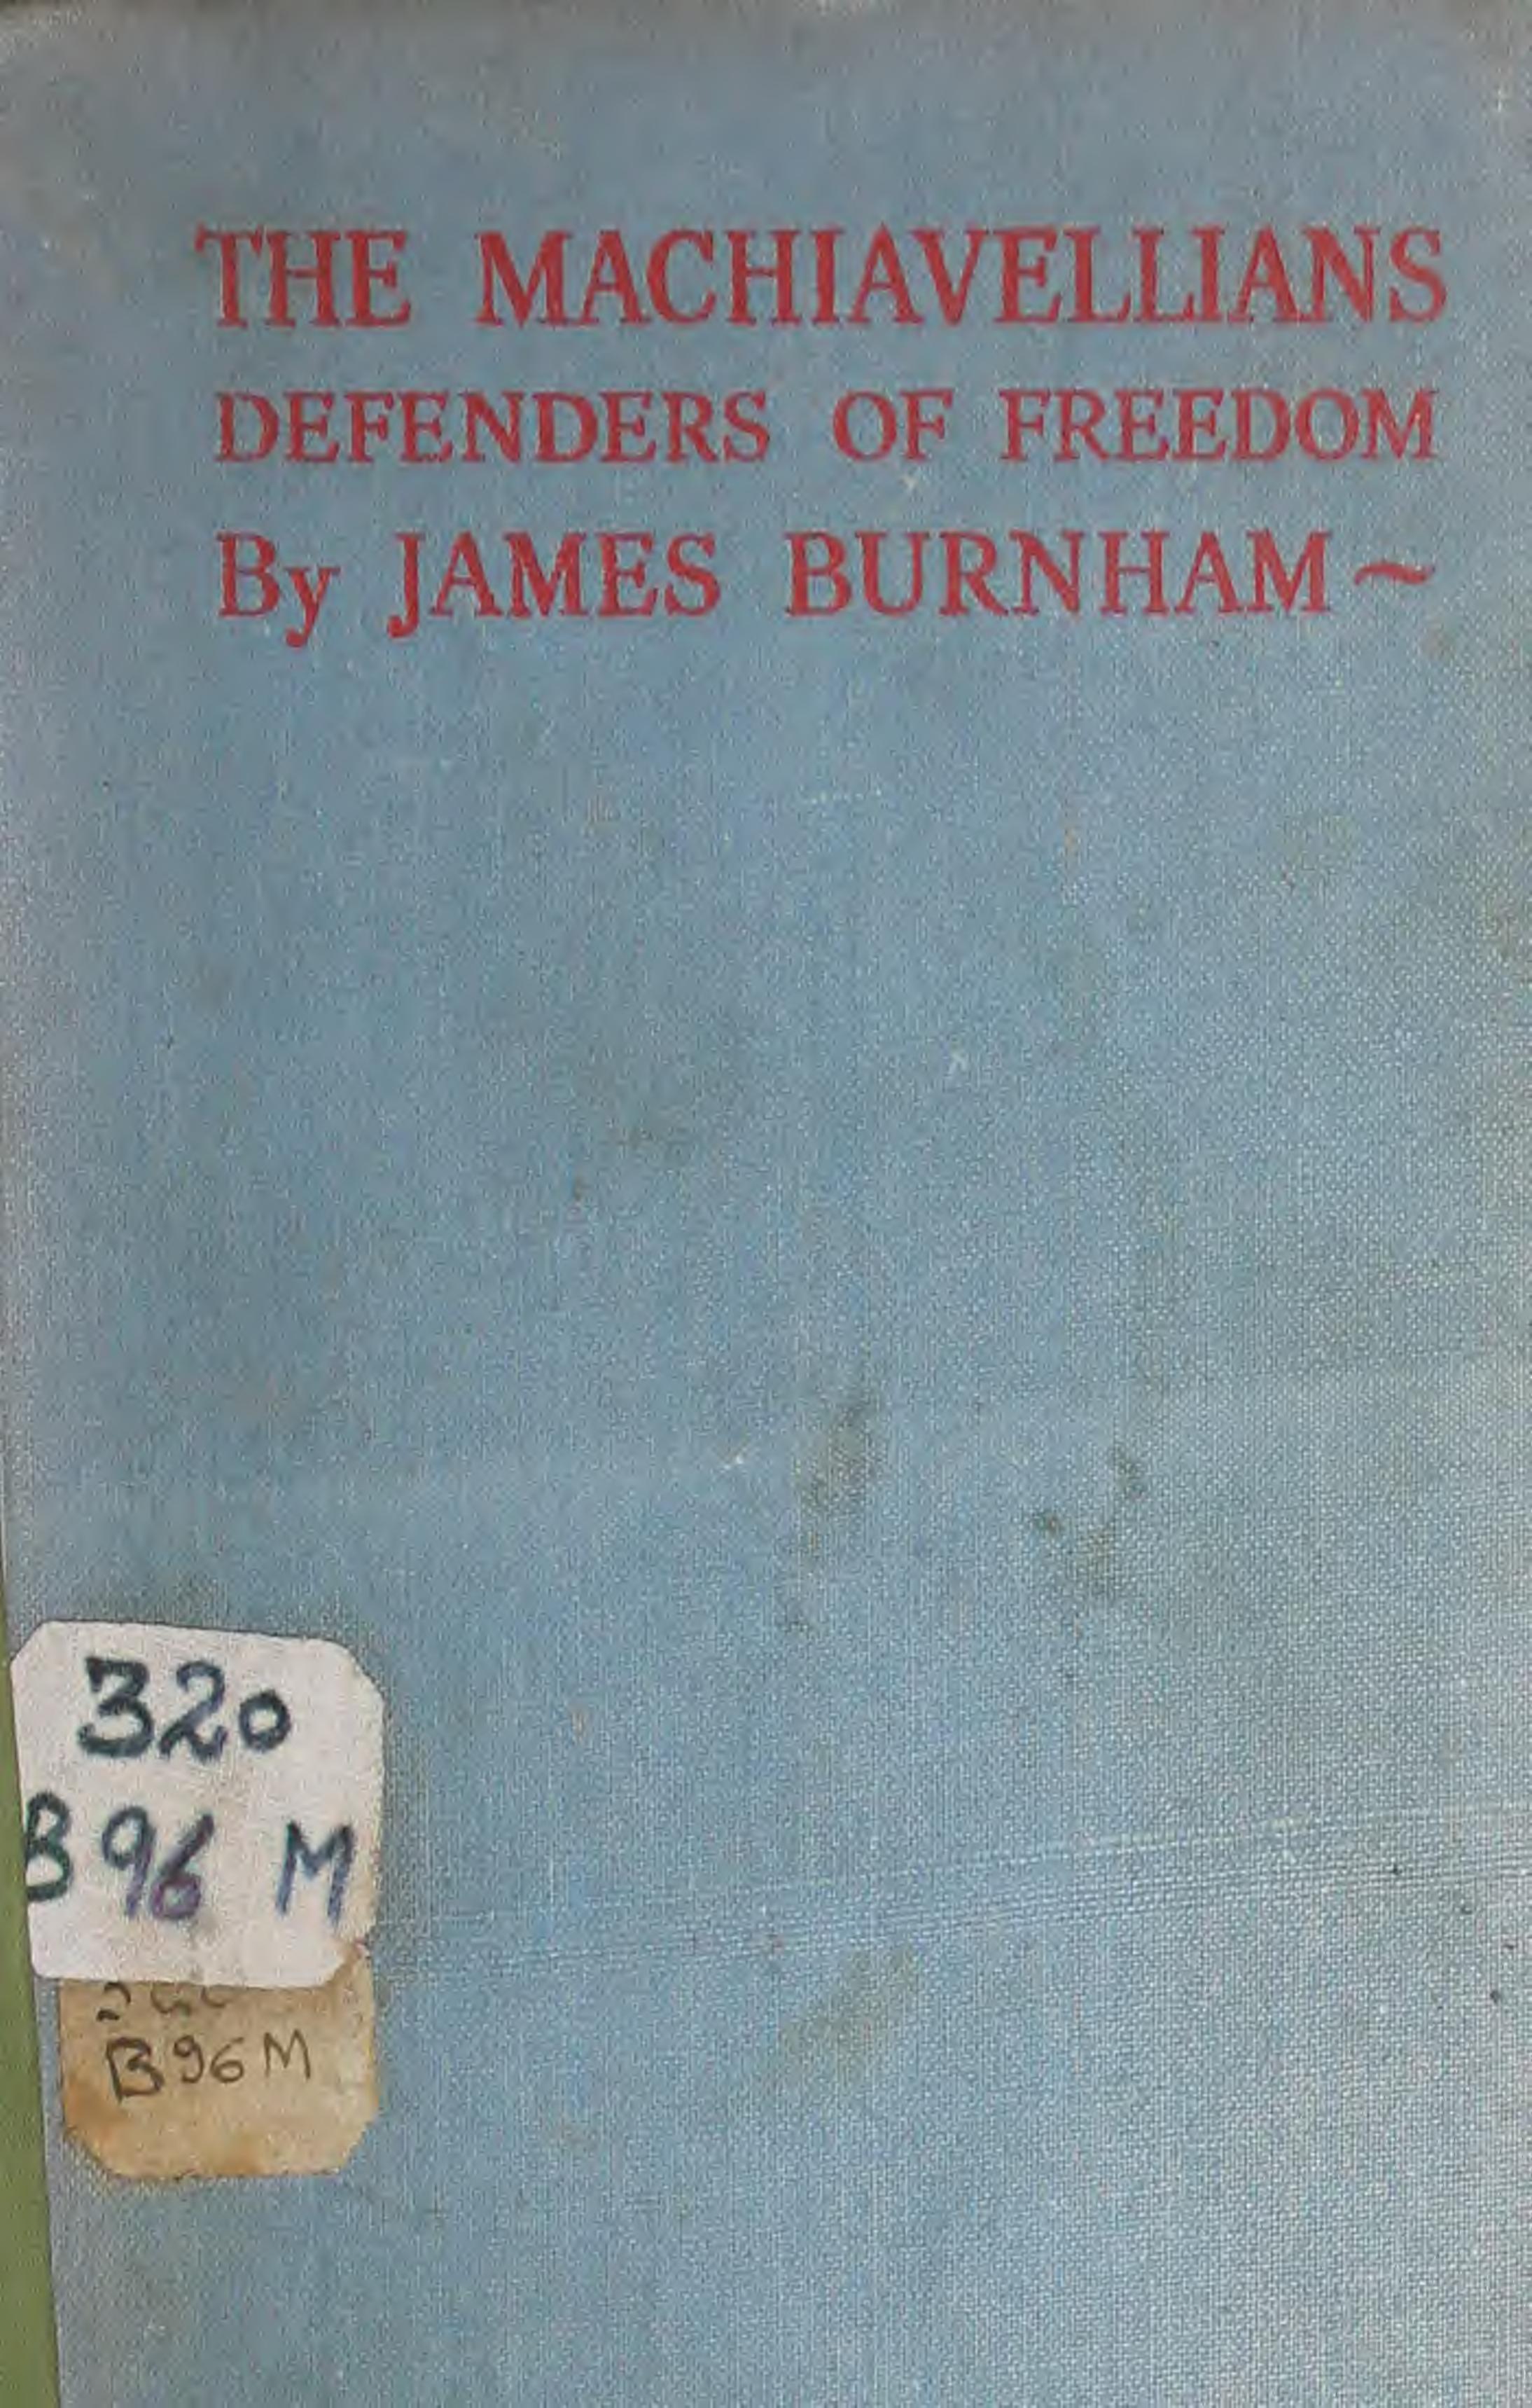 THE MACHIAVELLIANS
DEFENDERS OF FREEDOM
By JAMES BURNHAM~
320
B96 M
B96M